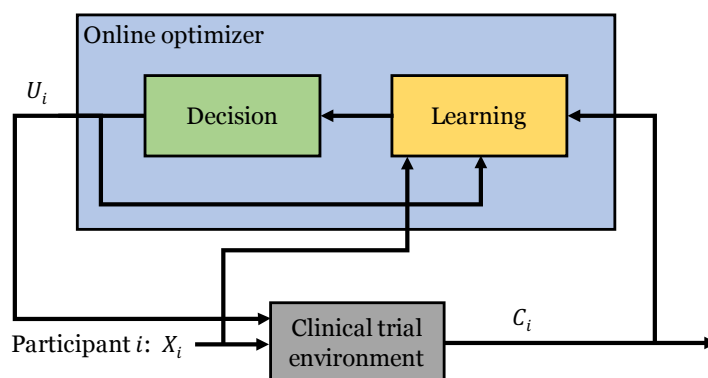 Online optimizer
U_i
Decision
Learning
Participant i: X_i
Clinical trial
environment
C_i